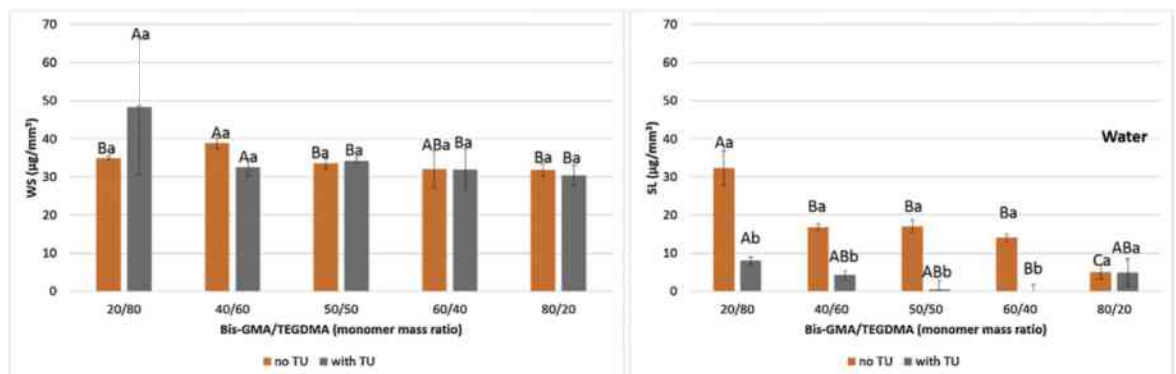 70
60
50
40
30
20
10
0
WS (µg/mm³)
Ba Aa
Aa Aa
Ba Ba
ABa Ba
Ba Ba
20/80 40/60 50/50 60/40 80/20
Bis-GMA/TEGDMA (monomer mass ratio)
no TU with TU
70
60
50
40
30
20
10
0
SL (µg/mm³)
Water
Aa Ab
Ba ABb
Ba ABb
Ba Bb
Ca ABa
20/80 40/60 50/50 60/40 80/20
Bis-GMA/TEGDMA (monomer mass ratio)
no TU with TU